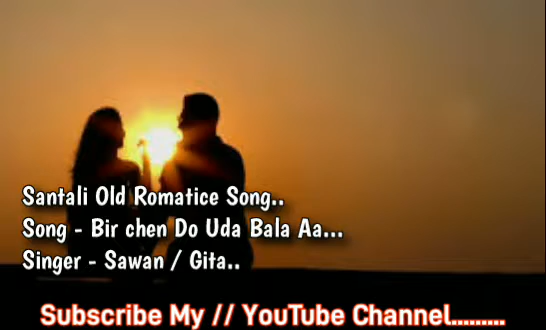 Santali Old Romatice Song..
Song - Bir chen Do Uda Bala Aa...
Singer - Sawan / Gita..
Subscribe My // YouTube Channel.........